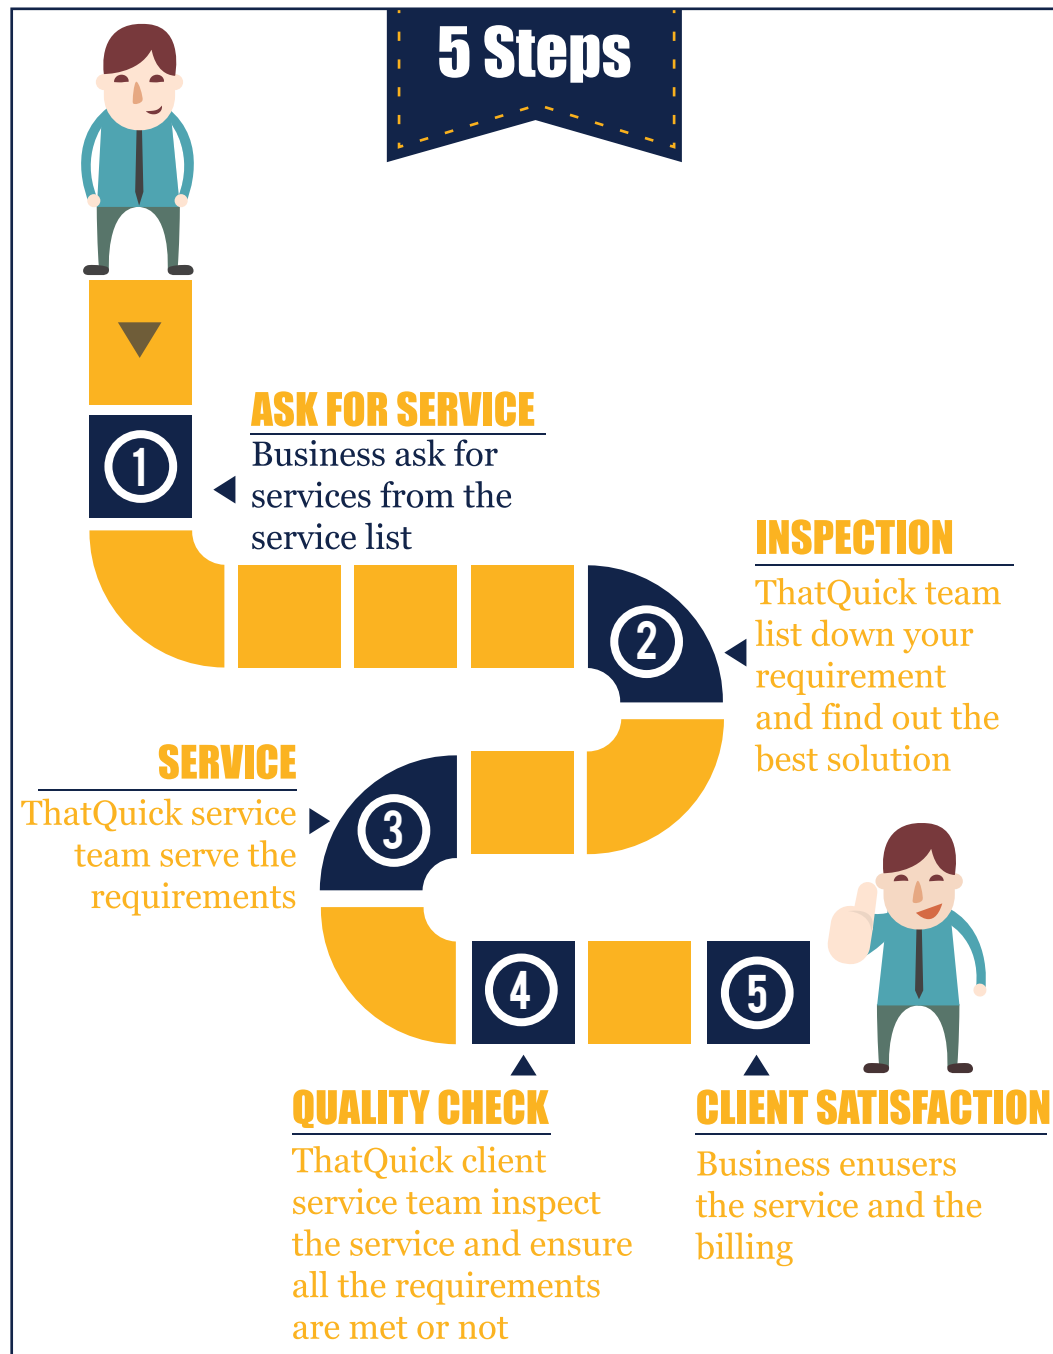 5 Steps
1
ASK FOR SERVICE
Business ask for
services from the
service list
2
INSPECTION
ThatQuick team
list down your
requirement
and find out the
best solution
SERVICE
ThatQuick service
team serve the
requirements
3
4
5
QUALITY CHECK
ThatQuick client
service team inspect
the service and ensure
all the requirements
are met or not
CLIENT SATISFACTION
Business enusers
the service and the
billing